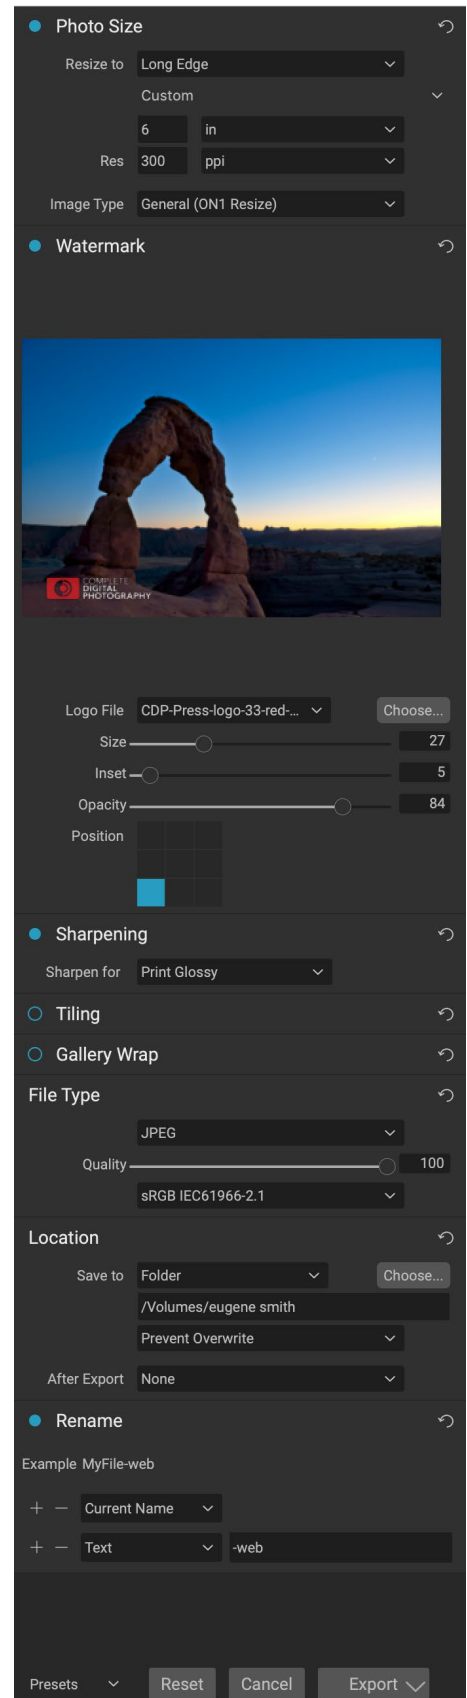 Photo Size
Resize to Long Edge
Custom
6 in
Res 300 ppi
Image Type General (ON1 Resize)
Watermark
COMPLETE
DIGITAL
PHOTOGRAPHY
Logo File CDP-Press-logo-33-red-... Choose...
Size 27
Inset 5
Opacity 84
Position
Sharpening
Sharpen for Print Glossy
Tiling
Gallery Wrap
File Type
JPEG
Quality 100
sRGB IEC61966-2.1
Location
Save to Folder Choose...
/Volumes/eugene smith
Prevent Overwrite
After Export None
Rename
Example MyFile-web
+ − Current Name
+ − Text -web
Presets Reset Cancel Export